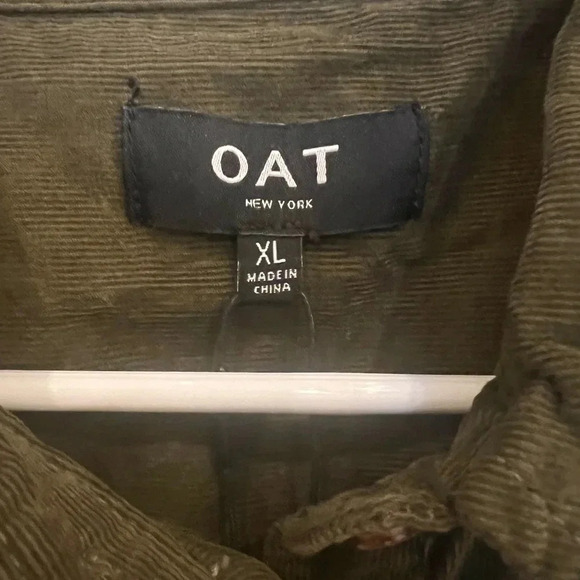 OAT
NEW YORK
XL
MADE IN
CHINA